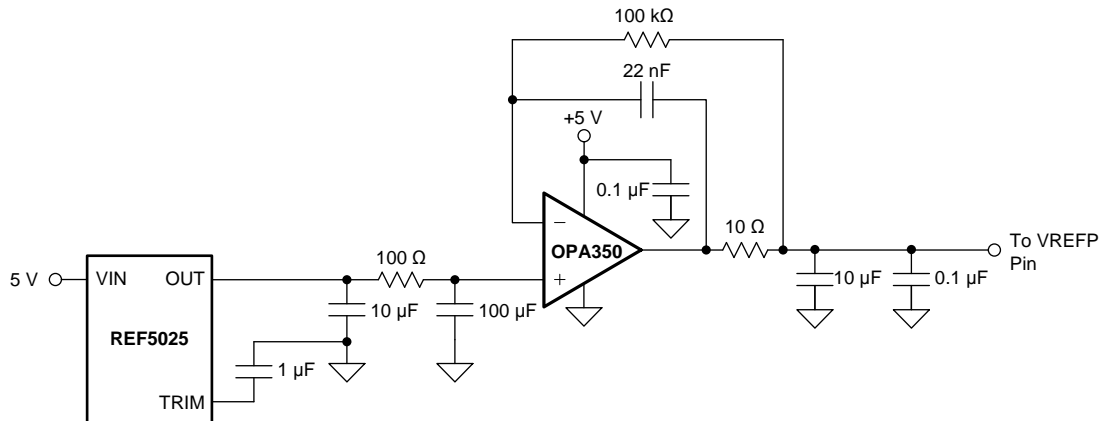 100 kΩ
22 nF
+5 V
0.1 µF
−
OPA350
+
10 Ω
To VREFP
Pin
10 µF
0.1 µF
5 V
VIN
OUT
REF5025
TRIM
100 Ω
10 µF
100 µF
1 µF